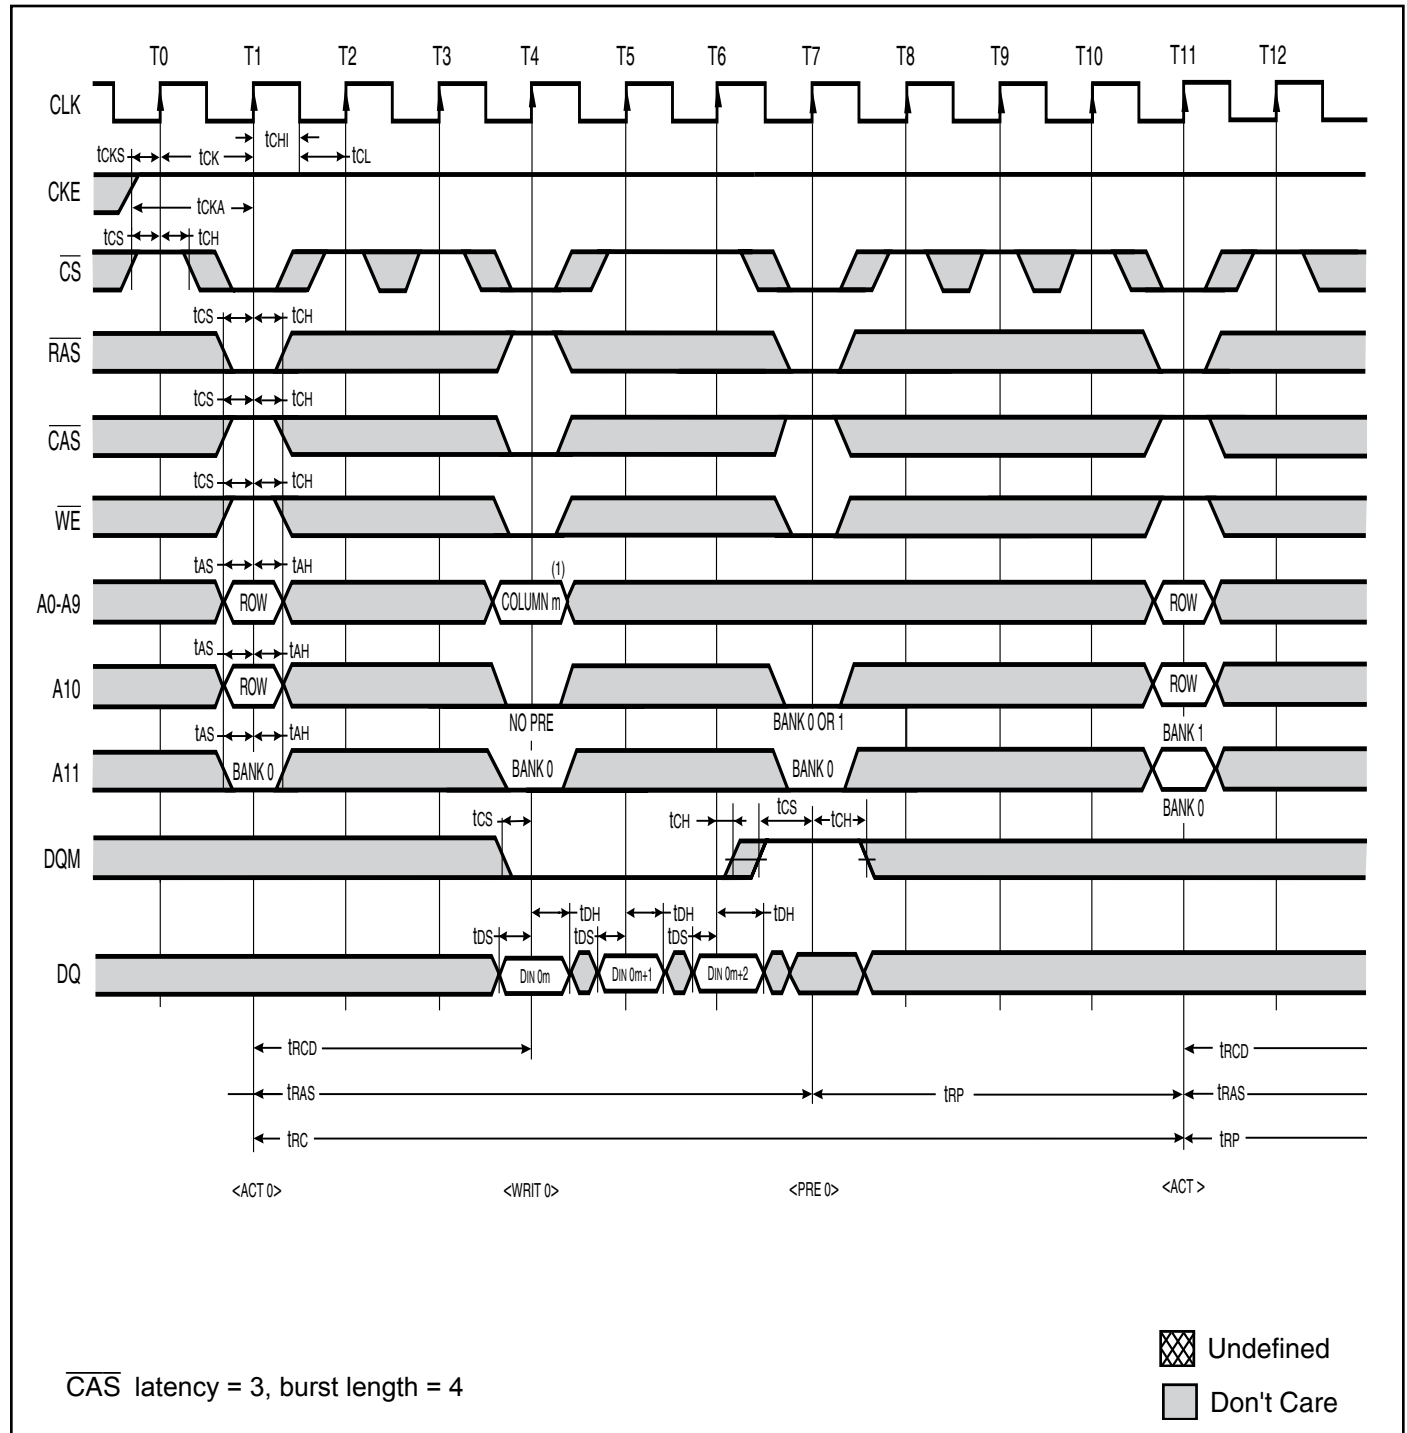 T0 T1 T2 T3 T4 T5 T6 T7 T8 T9 T10 T11 T12
CLK
tCHI
tCKS tCK tCL
CKE
tCKA
tCS tCH
CS
tCS tCH
RAS
tCS tCH
CAS
tCS tCH
WE
tAS tAH (1)
A0-A9 ROW COLUMN m ROW
tAS tAH
A10 ROW ROW
NO PRE BANK 0 OR 1 BANK 1
tAS tAH
A11 BANK 0 BANK 0 BANK 0
BANK 0
tCS tCH tCS tCH
DQM
tDH tDH tDH
tDS tDS tDS
DQ DIN 0m DIN 0m+1 DIN 0m+2
tRCD tRCD
tRAS tRP tRAS
tRC tRP
<ACT 0> <WRIT 0> <PRE 0> <ACT >
Undefined
CAS latency = 3, burst length = 4
Don't Care